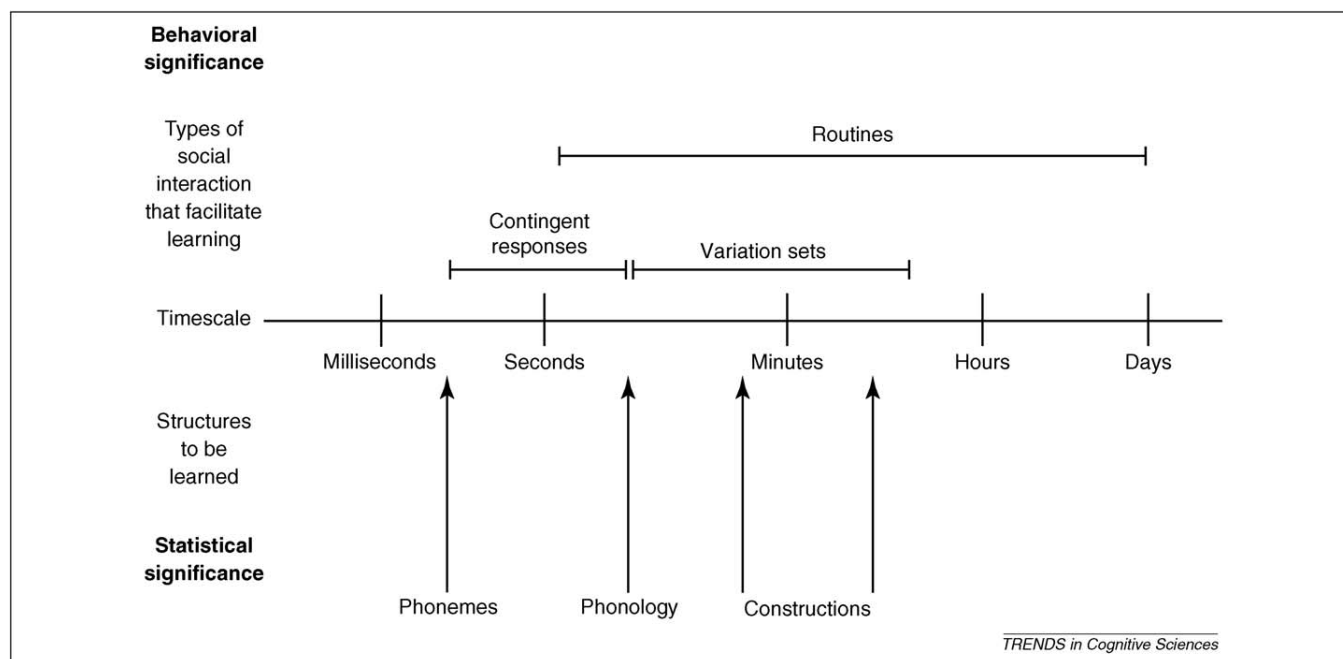 Behavioral
significance
Types of
social
interaction
that facilitate
learning
Routines
Contingent
responses
Variation sets
Timescale
Milliseconds
Seconds
Minutes
Hours
Days
Structures
to be
learned
Statistical
significance
Phonemes
Phonology
Constructions
TRENDS in Cognitive Sciences